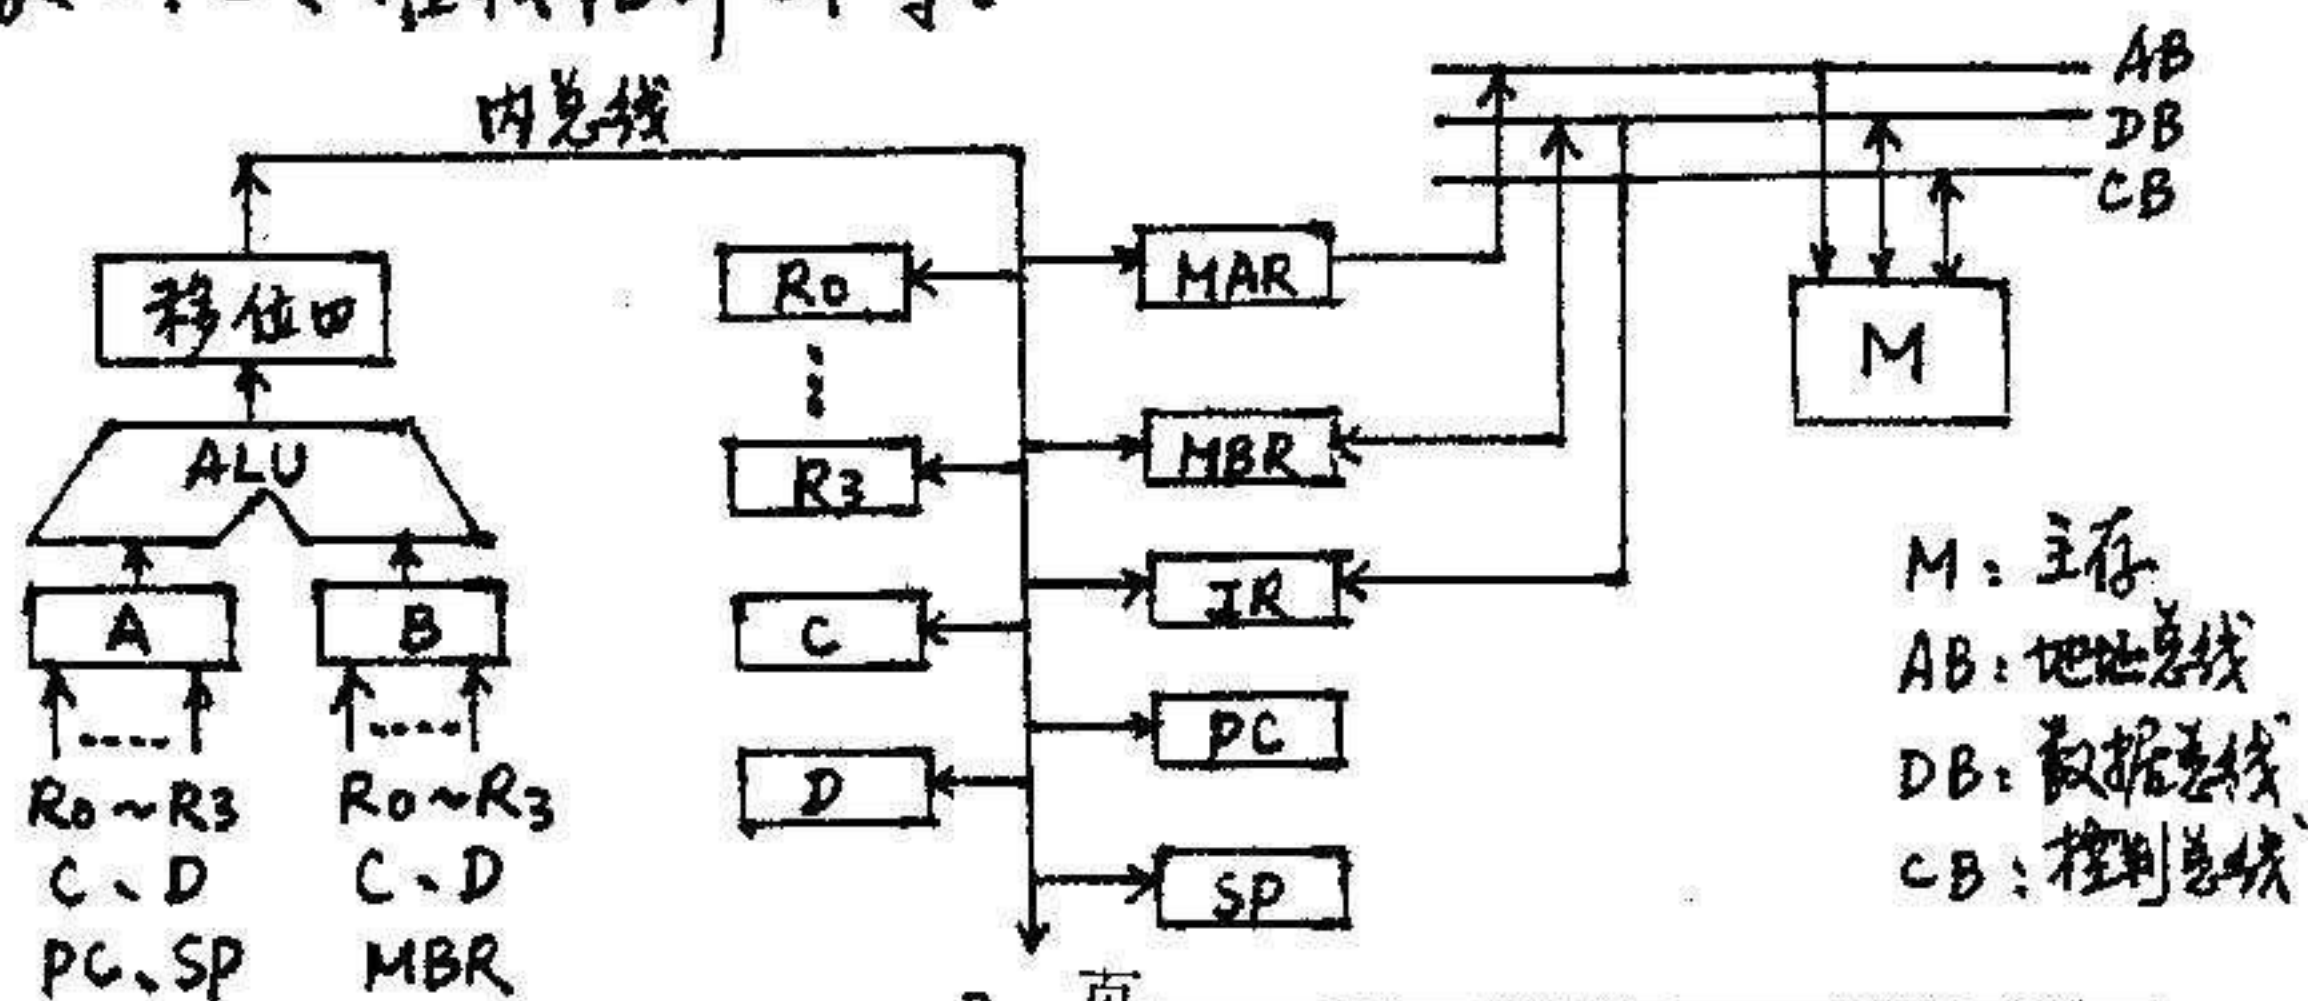 内总线
AB
DB
CB
移位
R0
MAR
M
ALU
R3
MBR
A
B
C
IR
D
PC
SP
R0~R3
C、D
PC、SP
R0~R3
C、D
MBR
M：主存
AB：地址总线
DB：数据总线
CB：控制总线
页